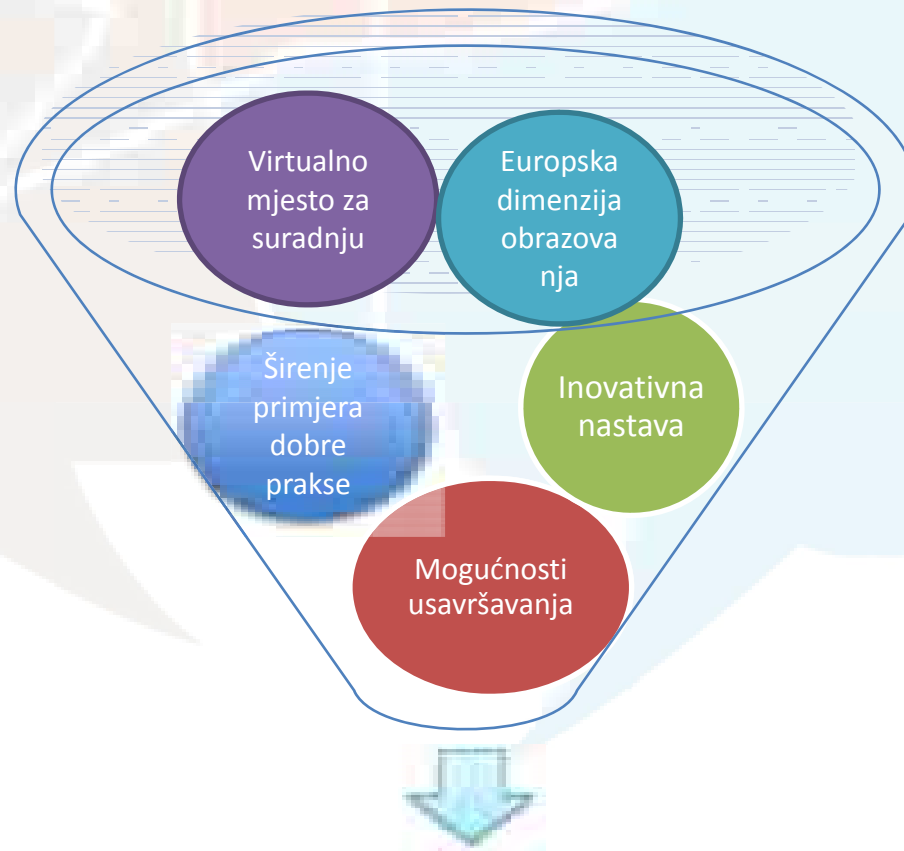 Virtualno
mjesto za
suradnju
Europska
dimenzija
obrazova
nja
Širenje
primjera
dobre
prakse
Inovativna
nastava
Mogućnosti
usavršavanja